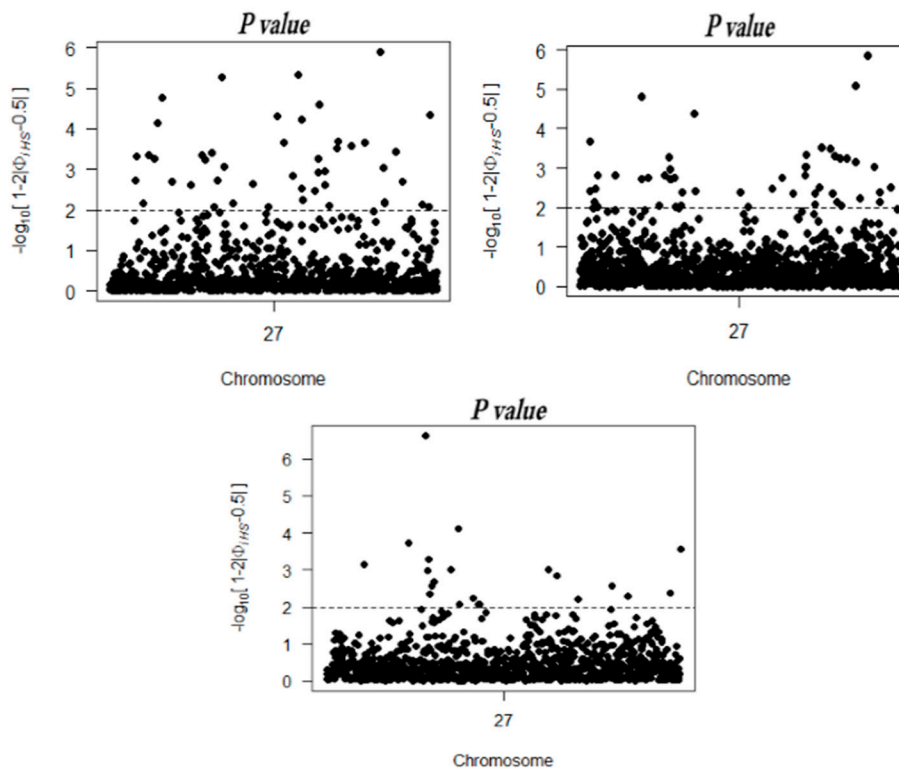 P value
-log10[ 1-2|ΦiHS-0.5| ]
6
5
4
3
2
1
0
27
Chromosome
P value
-log10[ 1-2|ΦiHS-0.5| ]
6
5
4
3
2
1
0
27
Chromosome
P value
-log10[ 1-2|ΦiHS-0.5| ]
6
5
4
3
2
1
0
27
Chromosome